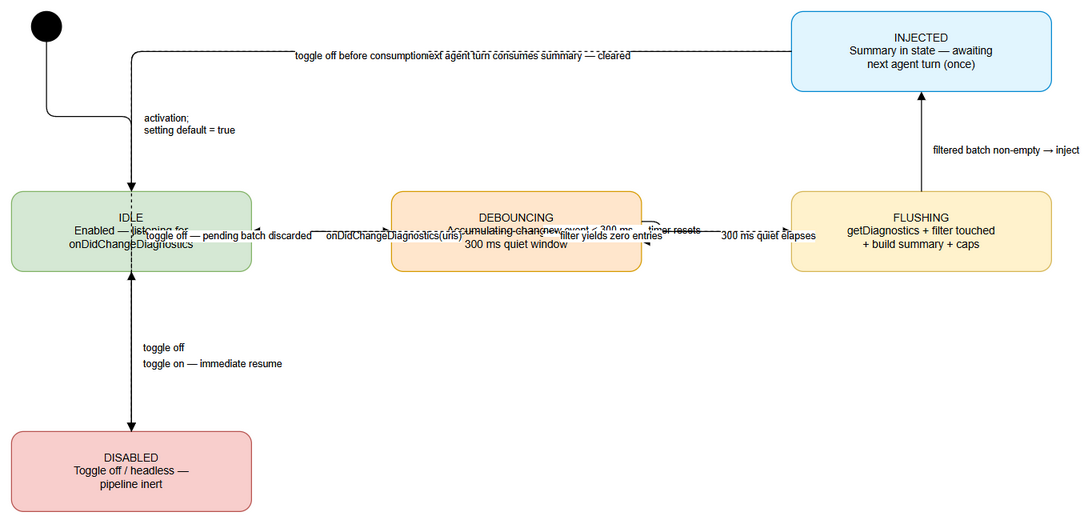 INJECTED
Summary in state — awaiting
next agent turn (once)
toggle off before consumption
next agent turn consumes summary — cleared
activation;
setting default = true
filtered batch non-empty → inject
IDLE
Enabled — listening for
onDidChangeDiagnostics
toggle off — pending batch discarded
onDidChangeDiagnostics(uris)
DEBOUNCING
Accumulating
new event < 300 ms
timer resets
300 ms quiet window
filter yields zero entries
300 ms quiet elapses
FLUSHING
getDiagnostics + filter touched
+ build summary + caps
toggle off
toggle on — immediate resume
DISABLED
Toggle off / headless —
pipeline inert